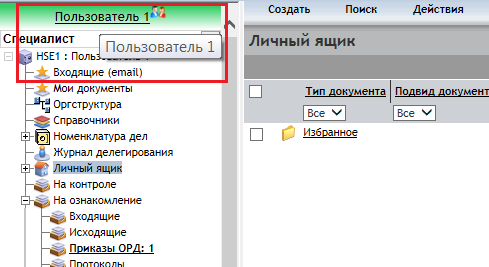 Пользователь 1
Специалист
Пользователь 1
HSE1 :
Входящие (email)
Мои документы
Оргструктура
Справочники
Номенклатура дел
Журнал делегирования
Личный ящик
На контроле
На ознакомление
Входящие
Исходящие
Приказы ОРД: 1
Протоколы
Создать Поиск Действия
Личный ящик
Тип документа Подвид документ
Все Все
Избранное